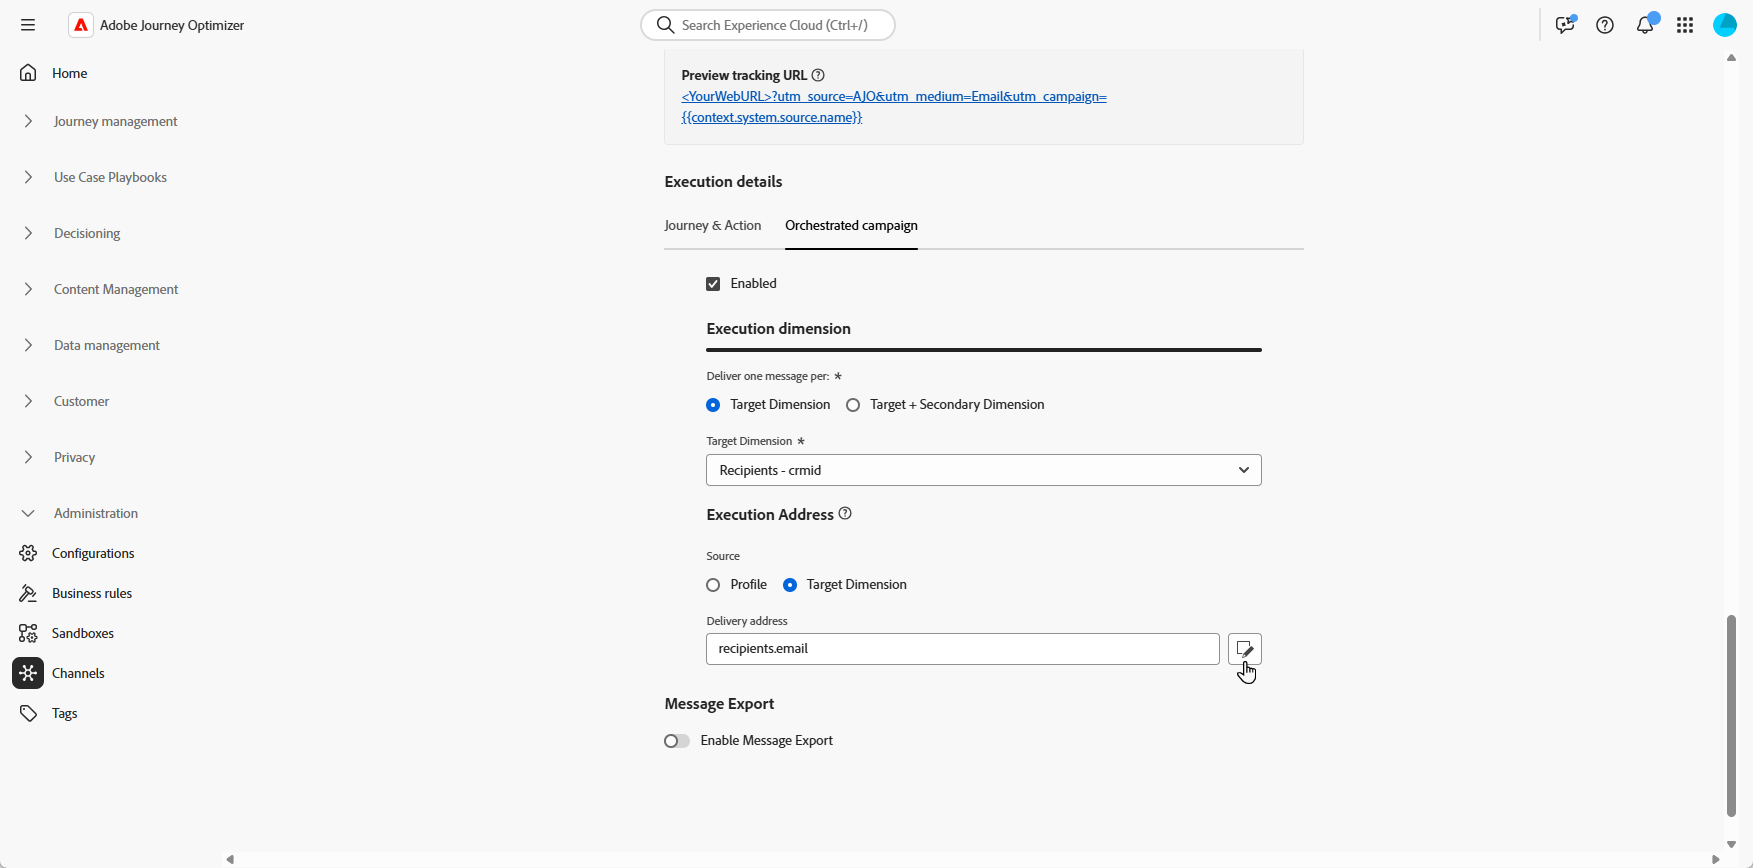 Adobe Journey Optimizer
Search Experience Cloud (Ctrl+/)
Home
Journey management
Use Case Playbooks
Decisioning
Content Management
Data management
Customer
Privacy
Administration
Configurations
Business rules
Sandboxes
Channels
Tags
Preview tracking URL
<YourWebURL>?utm_source=AJO&utm_medium=Email&utm_campaign=
{{context.system.source.name}}
Execution details
Journey & Action Orchestrated campaign
Enabled
Execution dimension
Deliver one message per: *
Target Dimension Target + Secondary Dimension
Target Dimension *
Recipients - crmid
Execution Address
Source
Profile Target Dimension
Delivery address
recipients.email
Message Export
Enable Message Export